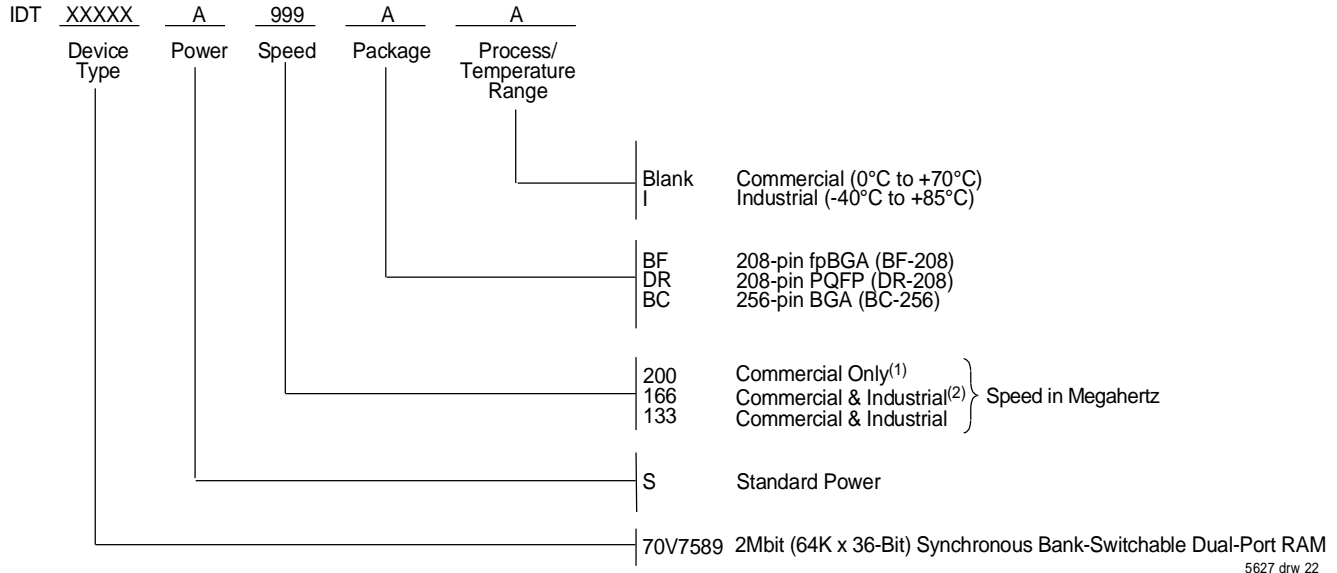 IDT XXXXX A 999 A A
Device Type Power Speed Package Process/ Temperature Range
Blank Commercial (0°C to +70°C)
I Industrial (-40°C to +85°C)
BF 208-pin fpBGA (BF-208)
DR 208-pin PQFP (DR-208)
BC 256-pin BGA (BC-256)
200 Commercial Only(1)
166 Commercial & Industrial(2) Speed in Megahertz
133 Commercial & Industrial
S Standard Power
70V7589 2Mbit (64K x 36-Bit) Synchronous Bank-Switchable Dual-Port RAM
5627 drw 22